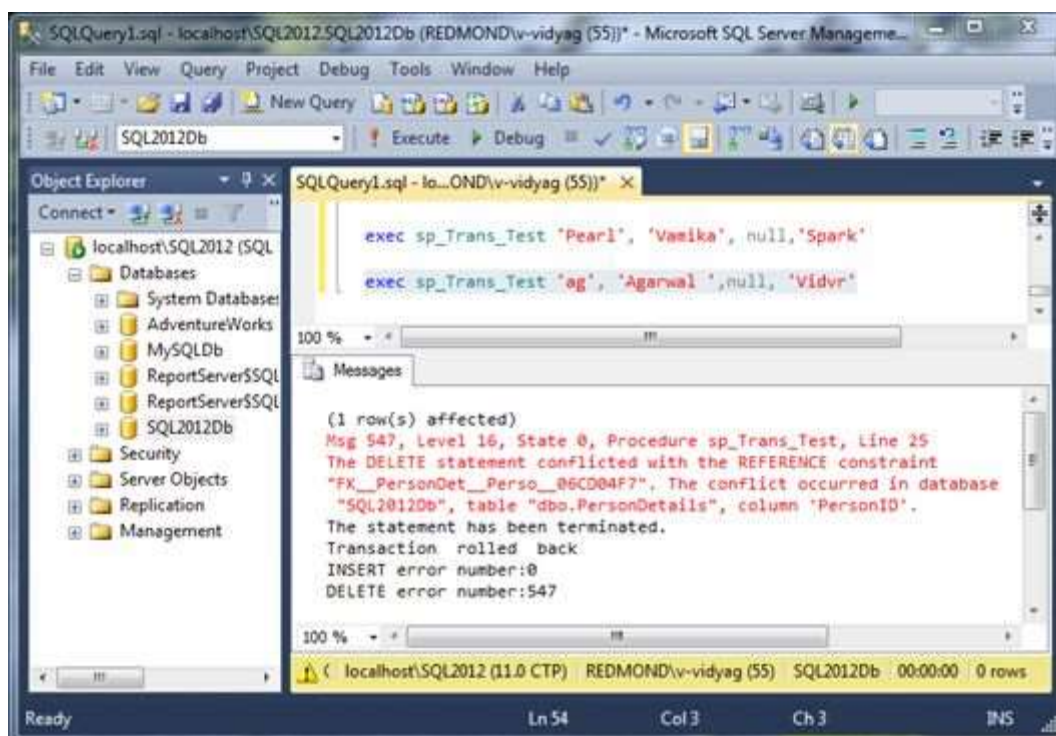 SQLQuery1.sql - localhost\SQL2012.SQL2012Db (REDMOND\v-vidyag (55))* - Microsoft SQL Server Manageme...
File Edit View Query Project Debug Tools Window Help
New Query
SQL2012Db
Execute
Debug
Object Explorer
Connect
localhost\SQL2012 (SQL
Databases
System Databases
AdventureWorks
MySQLDb
ReportServer$SQL
ReportServer$SQL
SQL2012Db
Security
Server Objects
Replication
Management
SQLQuery1.sql - lo...OND\v-vidyag (55))*
exec sp_Trans_Test 'Pearl', 'Vamika', null,'Spark'
exec sp_Trans_Test 'ag', 'Agarwal ',null, 'Vidyr'
100 %
Messages
(1 row(s) affected)
Msg 547, Level 16, State 0, Procedure sp_Trans_Test, Line 25
The DELETE statement conflicted with the REFERENCE constraint
"FK__PersonDet__Perso__06CD04F7". The conflict occurred in database
"SQL2012Db", table "dbo.PersonDetails", column 'PersonID'.
The statement has been terminated.
Transaction rolled back
INSERT error number:0
DELETE error number:547
100 %
localhost\SQL2012 (11.0 CTP) REDMOND\v-vidyag (55) SQL2012Db 00:00:00 0 rows
Ready Ln 54 Col 3 Ch 3 INS